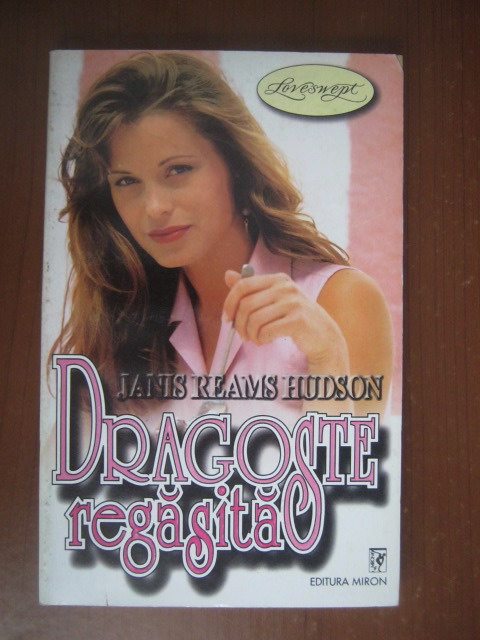 Loveswept
JANIS REAMS HUDSON
DRAGOSTE
regăsită
EDITURA MIRON